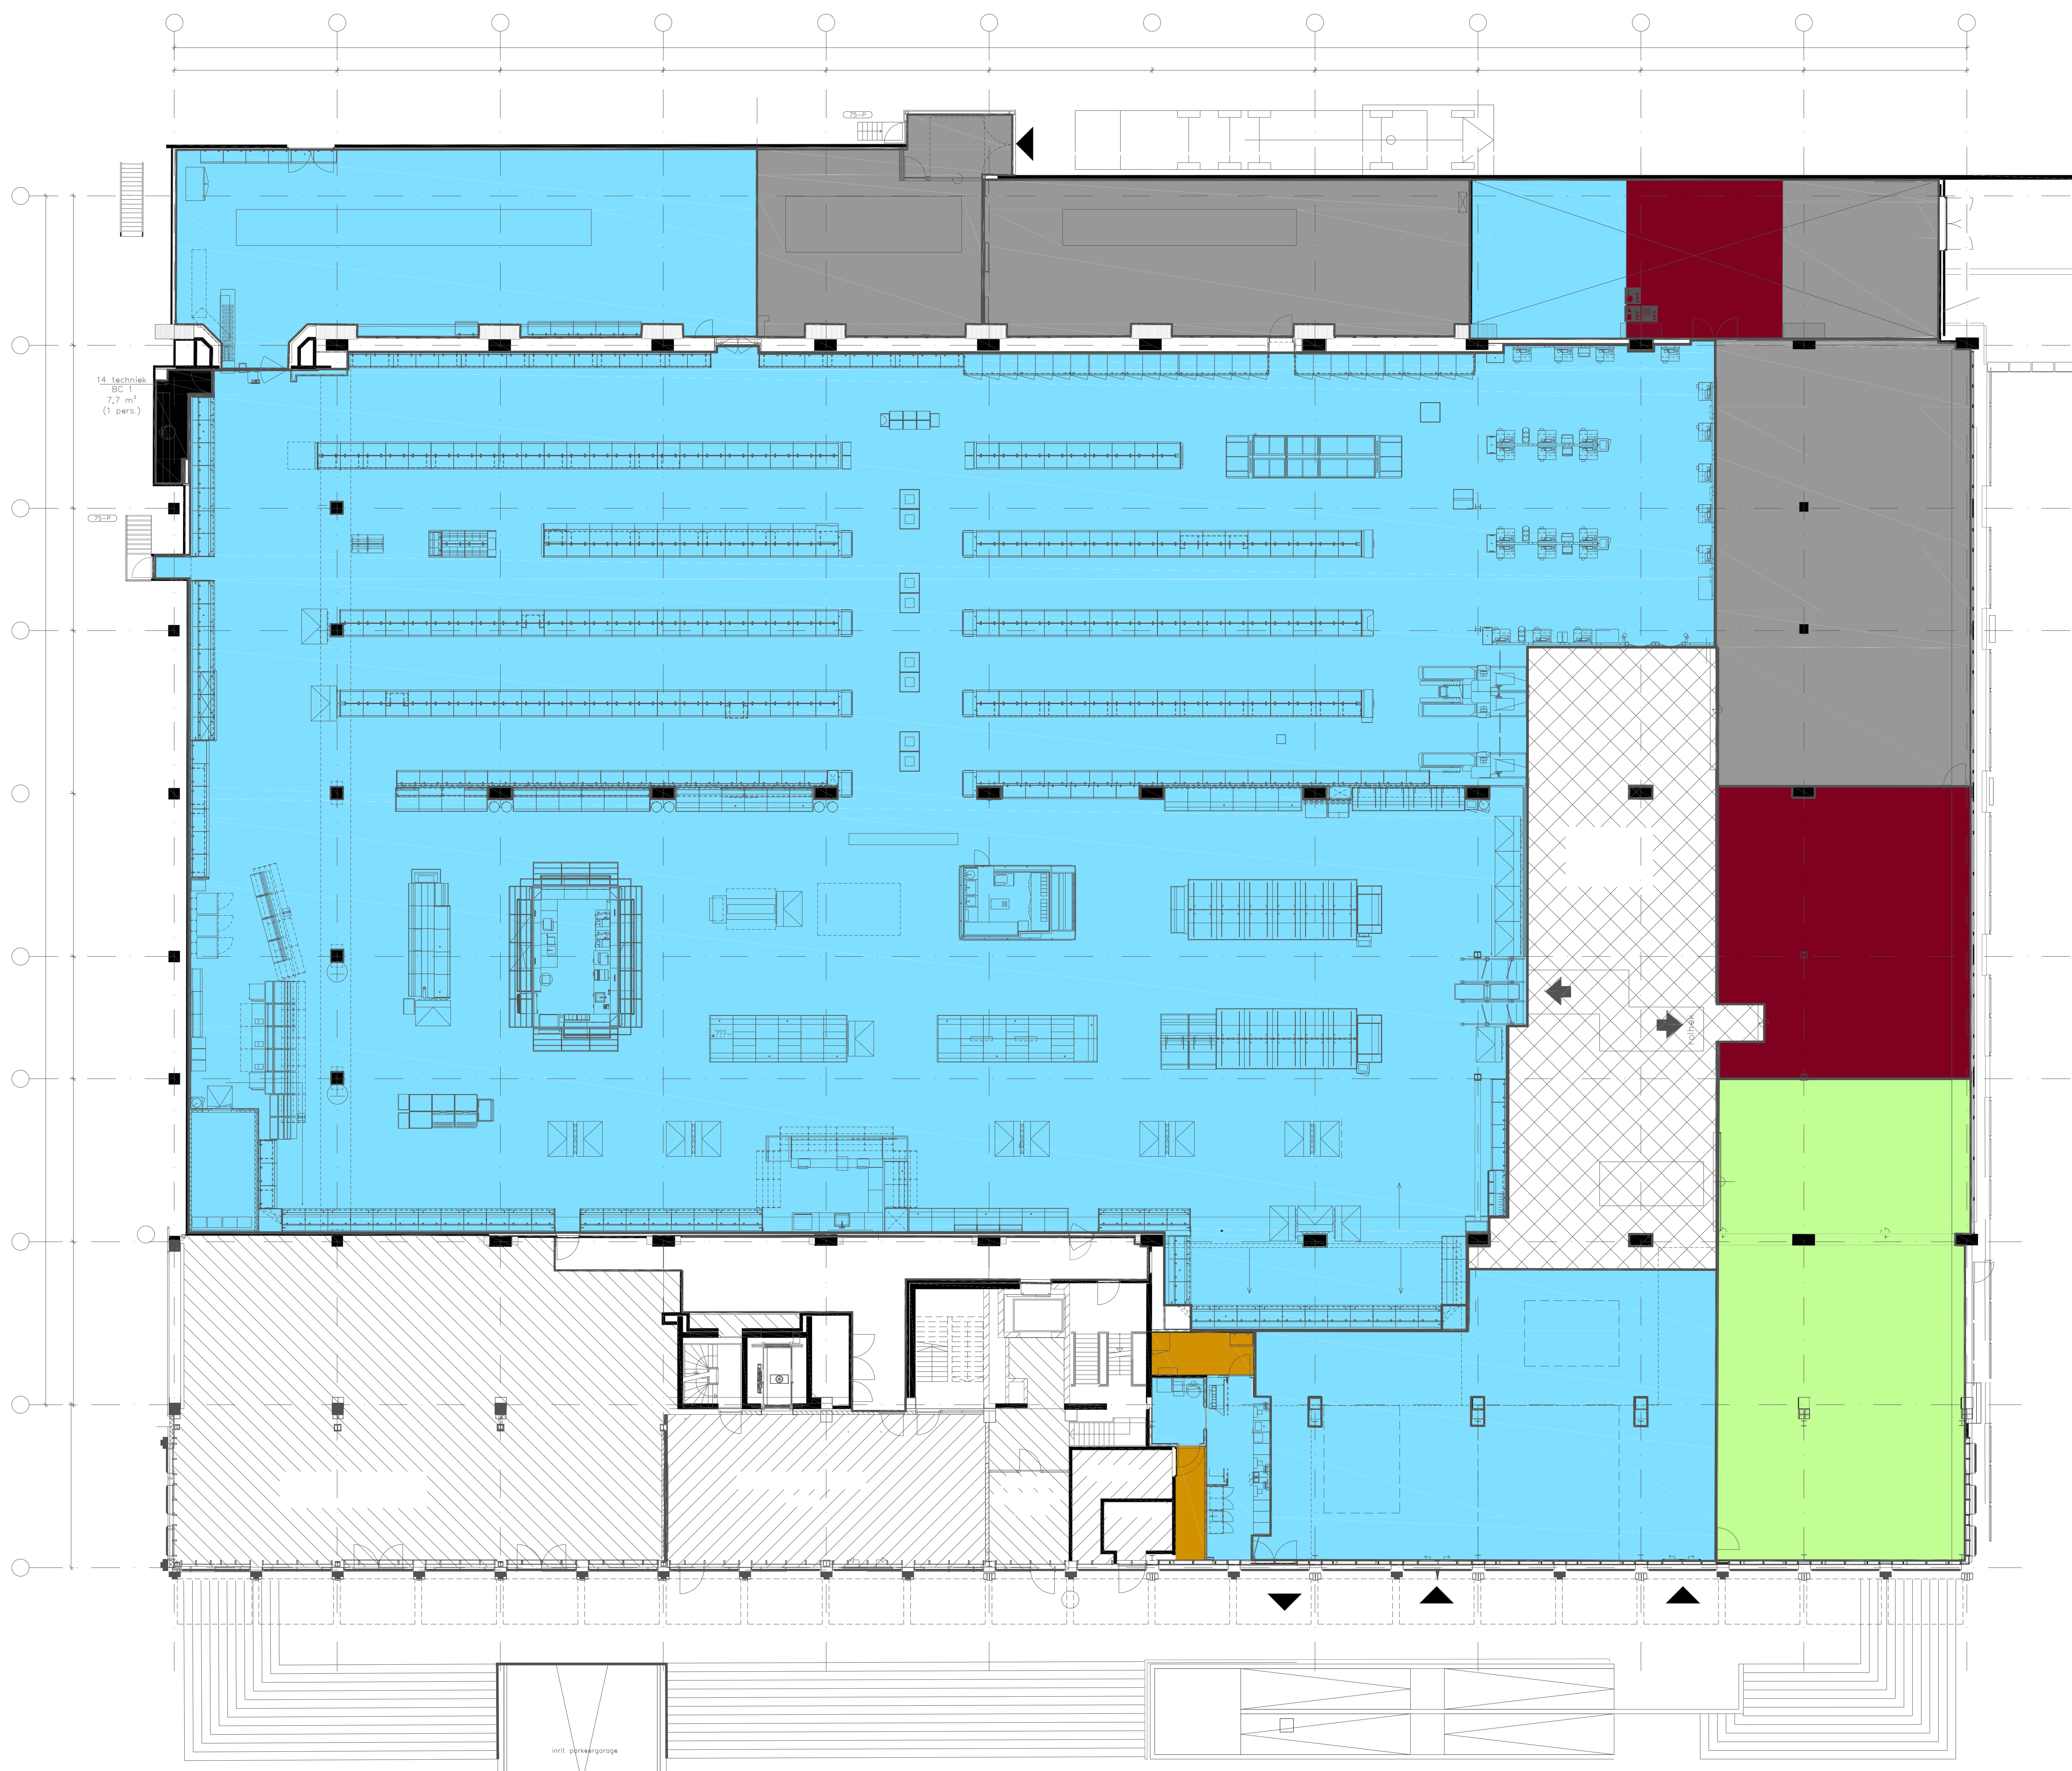 75-P
14 techniek
BC 1
7,7 m²
(1 pers.)
75-P
-???-
rolhek
inrit parkeergarage